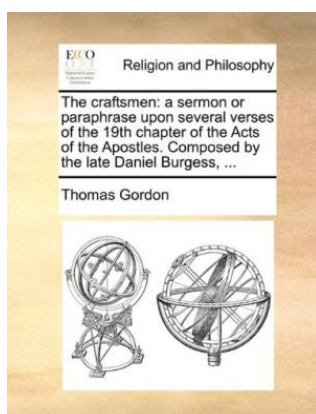 ECCO
Religion and Philosophy
The craftsmen: a sermon or
paraphrase upon several verses
of the 19th chapter of the Acts
of the Apostles. Composed by
the late Daniel Burgess, ...
Thomas Gordon